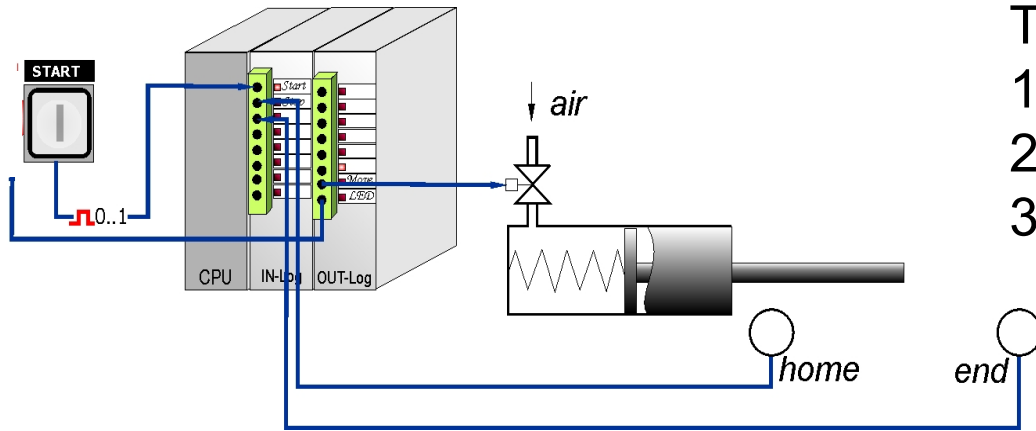 START
0..1
Start
Stop
Move
LED
CPU
IN-Log
OUT-Log
air
home
end
T
1
2
3